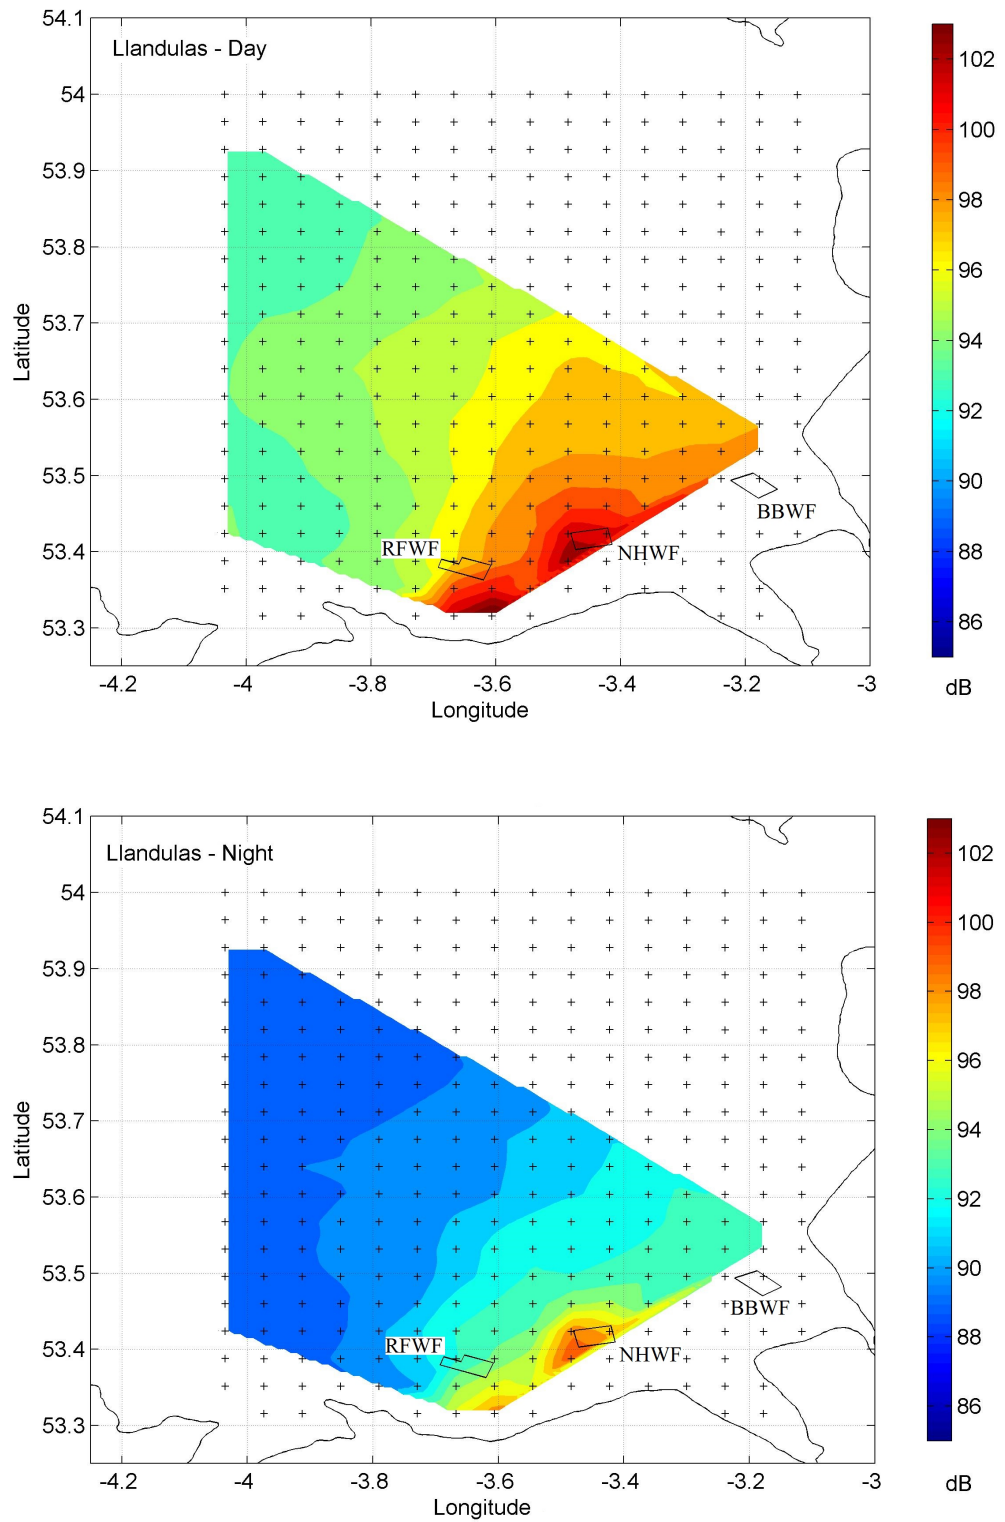 54.1
Llandulas - Day
54
53.9
53.8
53.7
53.6
53.5
53.4
53.3
Latitude
RFWF
NHWF
BBWF
-4.2 -4 -3.8 -3.6 -3.4 -3.2 -3
Longitude
102
100
98
96
94
92
90
88
86
dB
54.1
Llandulas - Night
54
53.9
53.8
53.7
53.6
53.5
53.4
53.3
Latitude
RFWF
NHWF
BBWF
-4.2 -4 -3.8 -3.6 -3.4 -3.2 -3
Longitude
102
100
98
96
94
92
90
88
86
dB